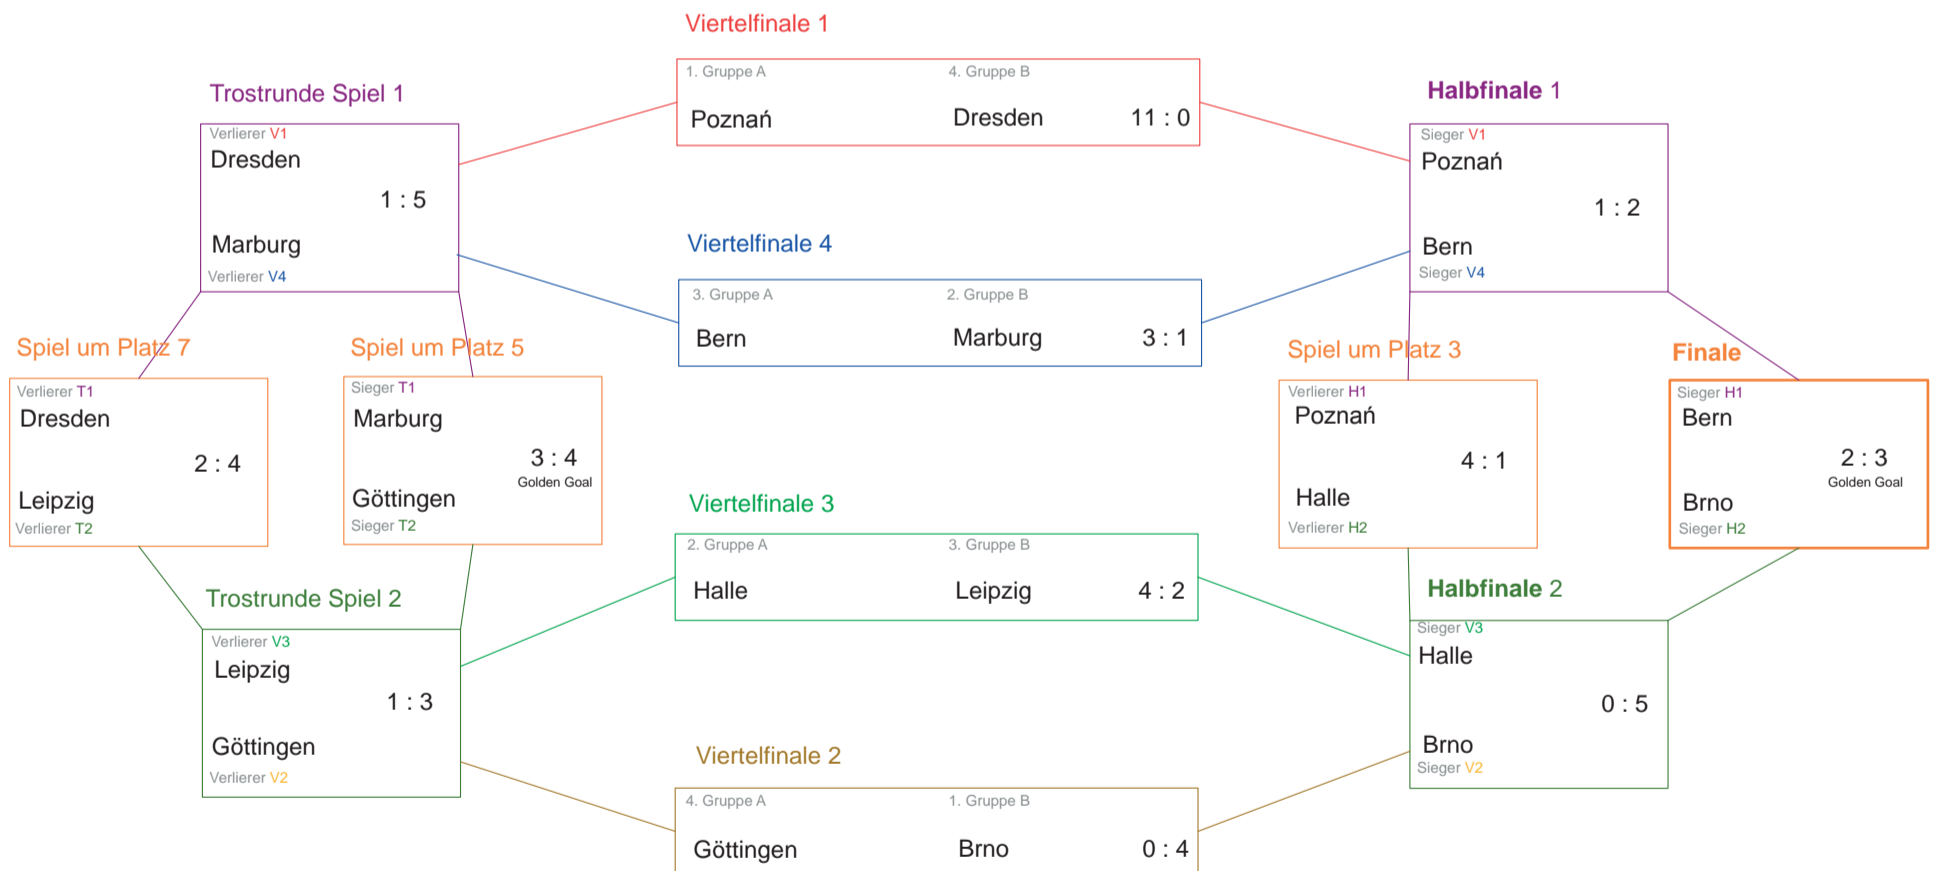 Viertelfinale 1
1. Gruppe A 4. Gruppe B
Poznań Dresden 11 : 0
Trostrunde Spiel 1
Verlierer V1
Dresden
1 : 5
Marburg
Verlierer V4
Halbfinale 1
Sieger V1
Poznań
1 : 2
Bern
Sieger V4
Viertelfinale 4
3. Gruppe A 2. Gruppe B
Bern Marburg 3 : 1
Spiel um Platz 7
Verlierer T1
Dresden
2 : 4
Leipzig
Verlierer T2
Spiel um Platz 5
Sieger T1
Marburg
3 : 4
Golden Goal
Göttingen
Sieger T2
Spiel um Platz 3
Verlierer H1
Poznań
4 : 1
Halle
Verlierer H2
Finale
Sieger H1
Bern
2 : 3
Golden Goal
Brno
Sieger H2
Viertelfinale 3
2. Gruppe A 3. Gruppe B
Halle Leipzig 4 : 2
Trostrunde Spiel 2
Verlierer V3
Leipzig
1 : 3
Göttingen
Verlierer V2
Halbfinale 2
Sieger V3
Halle
0 : 5
Brno
Sieger V2
Viertelfinale 2
4. Gruppe A 1. Gruppe B
Göttingen Brno 0 : 4